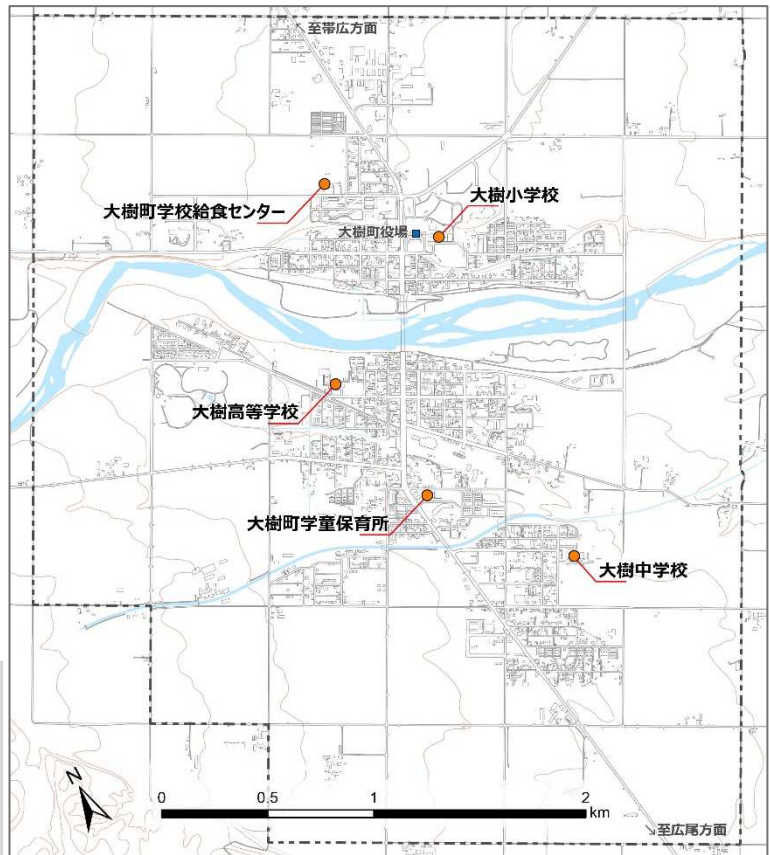 ↖至帯広方面
大樹町学校給食センター
大樹小学校
大樹町役場
大樹高等学校
大樹町学童保育所
大樹中学校
N
0 0.5 1 2
km
↘至広尾方面